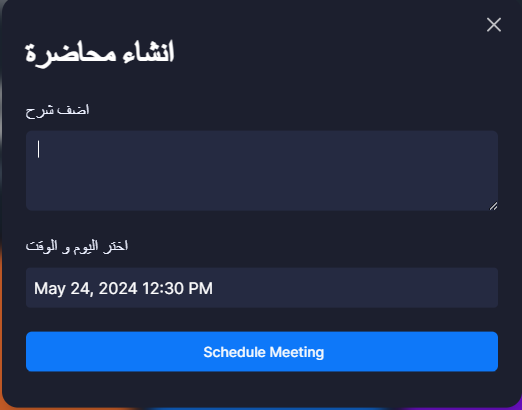 انشاء محاضرة
اضف شرح
اختر اليوم و الوقت
May 24, 2024 12:30 PM
Schedule Meeting